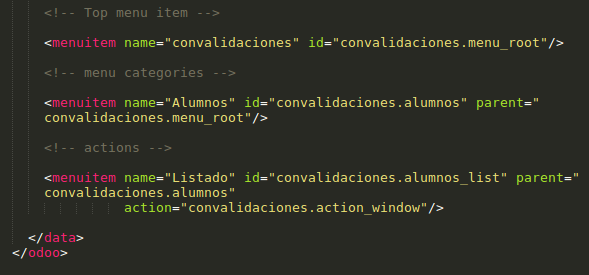 <!-- Top menu item -->
<menuitem name="convalidaciones" id="convalidaciones.menu_root"/>
<!-- menu categories -->
<menuitem name="Alumnos" id="convalidaciones.alumnos" parent="
convalidaciones.menu_root"/>
<!-- actions -->
<menuitem name="Listado" id="convalidaciones.alumnos_list" parent="
convalidaciones.alumnos"
action="convalidaciones.action_window"/>
</data>
</odoo>